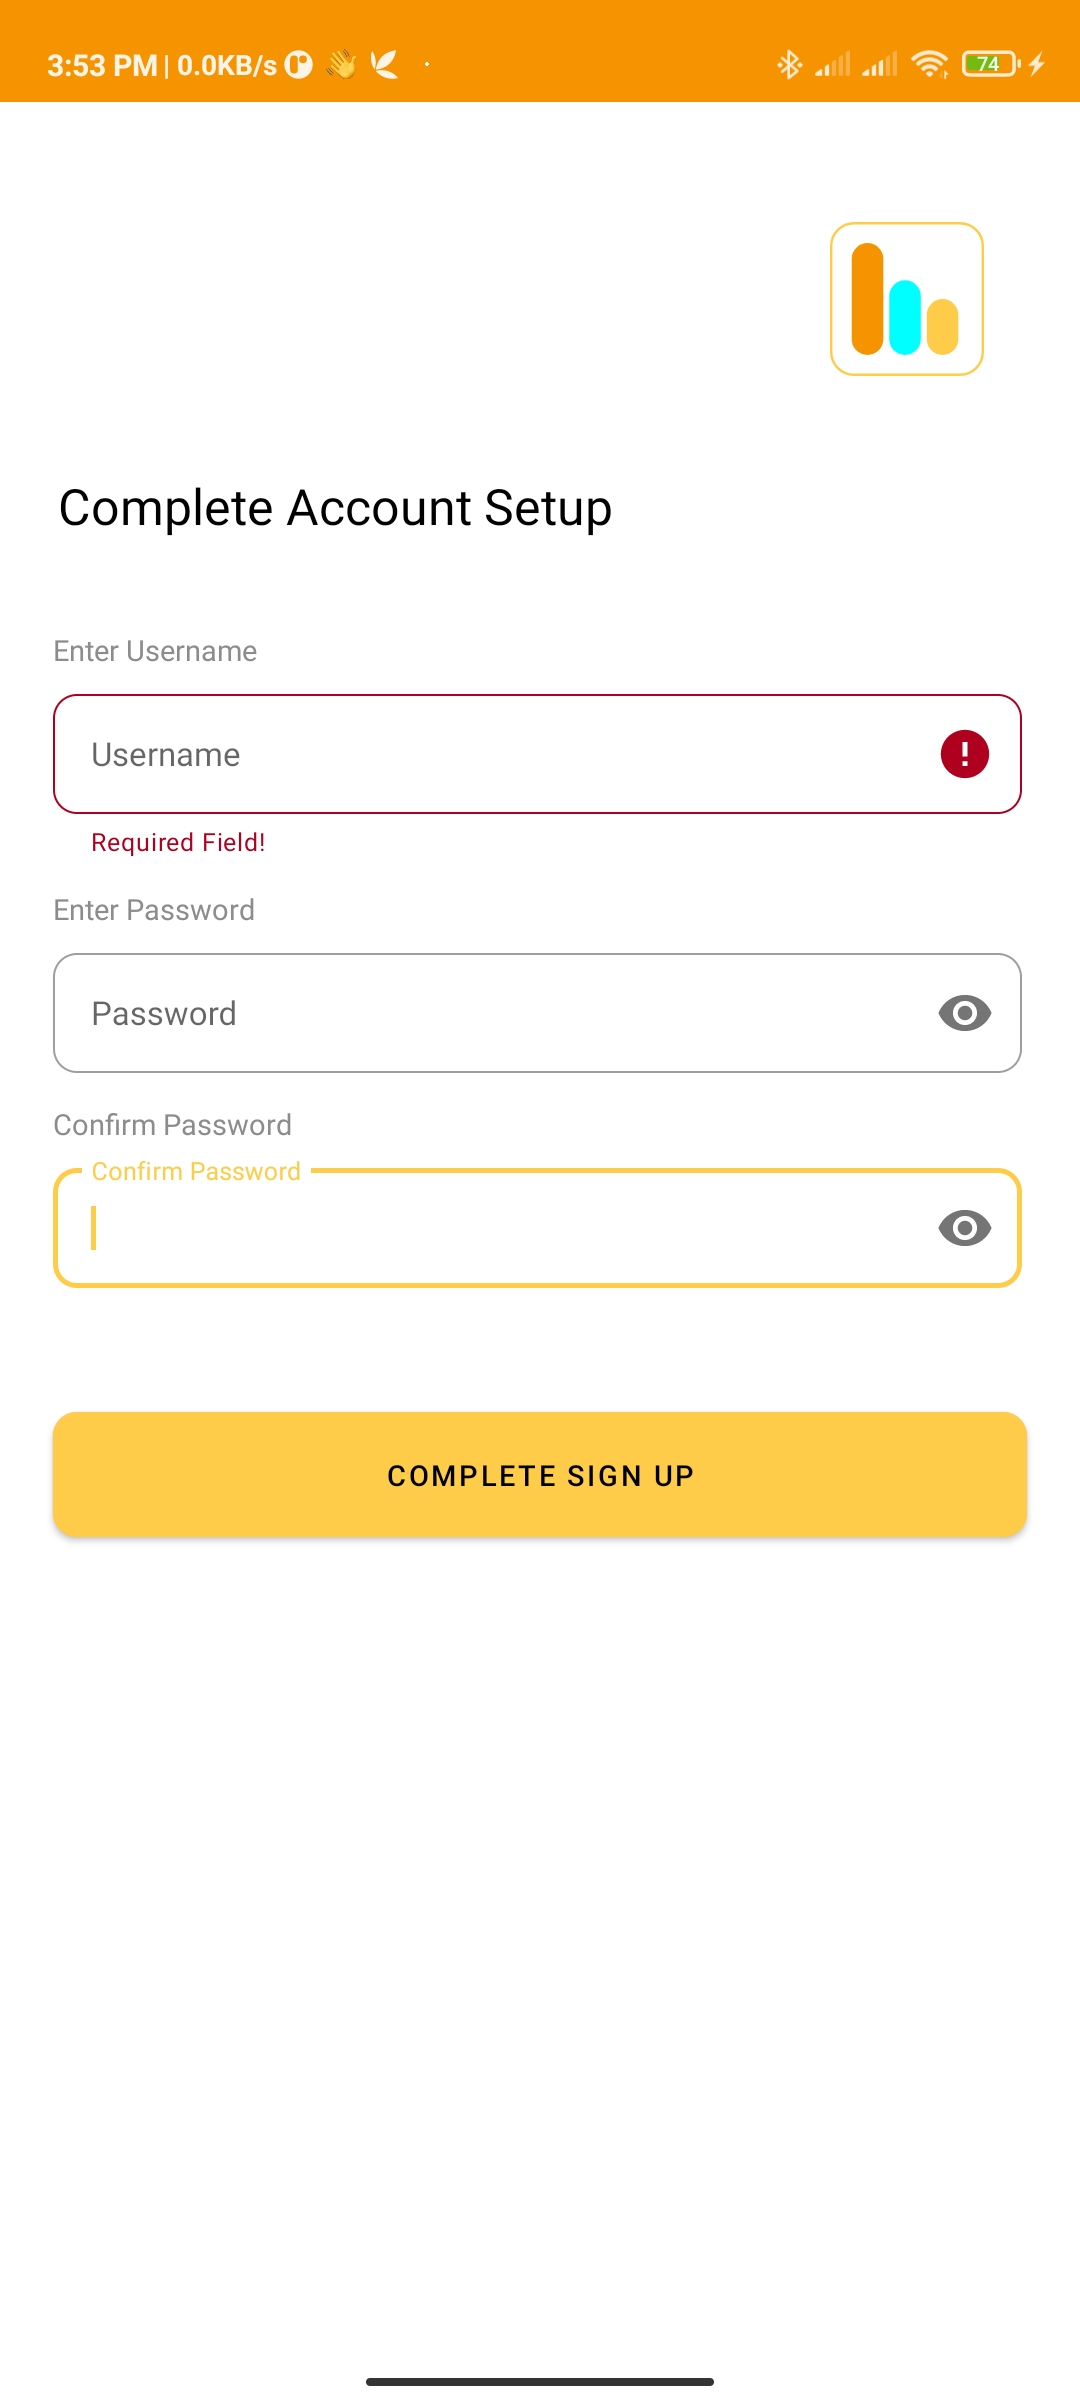 3:53 PM | 0.0KB/s 74
Complete Account Setup
Enter Username
Username
Required Field!
Enter Password
Password
Confirm Password
Confirm Password
COMPLETE SIGN UP